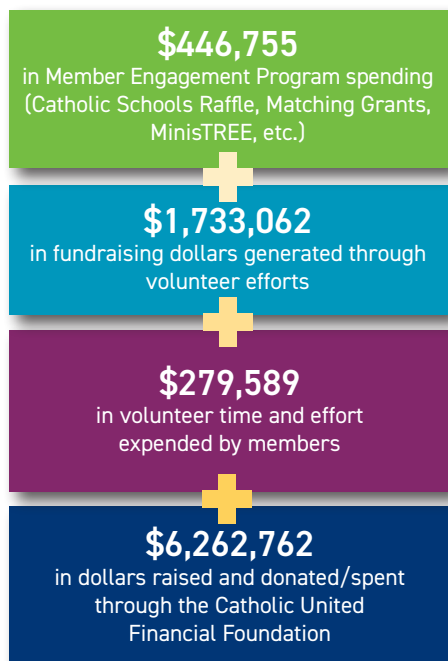 $446,755
in Member Engagement Program spending
(Catholic Schools Raffle, Matching Grants,
MinisTREE, etc.)
$1,733,062
in fundraising dollars generated through
volunteer efforts
$279,589
in volunteer time and effort
expended by members
$6,262,762
in dollars raised and donated/spent
through the Catholic United
Financial Foundation